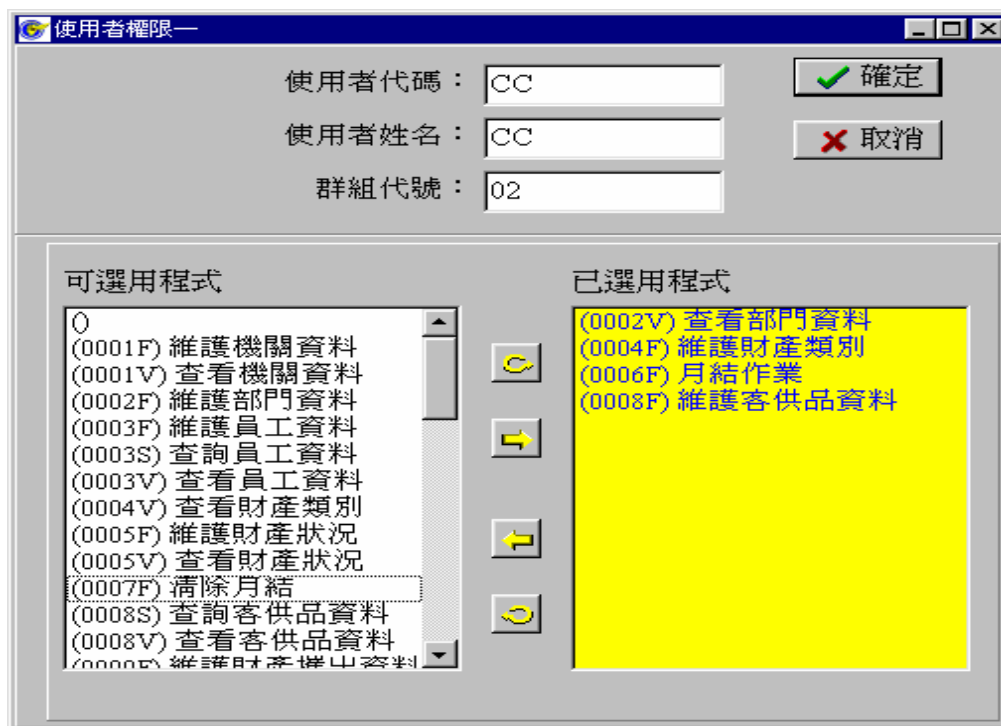 使用者權限一
使用者代碼： CC
確定
使用者姓名： CC
取消
群組代號： 02
可選用程式
()
(0001F) 維護機關資料
(0001V) 查看機關資料
(0002F) 維護部門資料
(0003F) 維護員工資料
(0003S) 查詢員工資料
(0003V) 查看員工資料
(0004V) 查看財產類別
(0005F) 維護財產狀況
(0005V) 查看財產狀況
(0007F) 清除月結
(0008S) 查詢客供品資料
(0008V) 查看客供品資料
已選用程式
(0002V) 查看部門資料
(0004F) 維護財產類別
(0006F) 月結作業
(0008F) 維護客供品資料